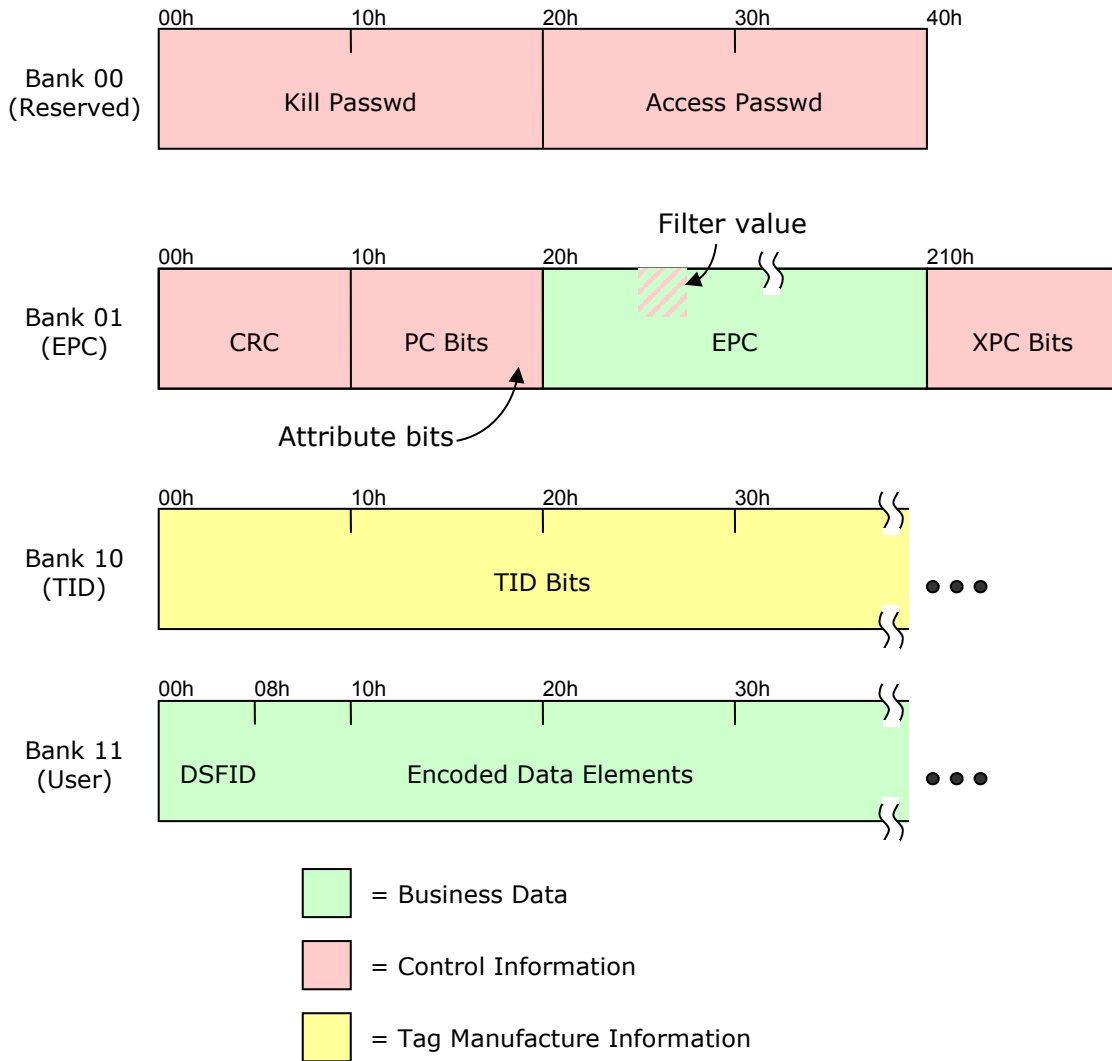 00h 10h 20h 30h 40h
Bank 00
(Reserved)
Kill Passwd Access Passwd
Filter value
00h 10h 20h 210h
Bank 01
(EPC)
CRC PC Bits EPC XPC Bits
Attribute bits
00h 10h 20h 30h
Bank 10
(TID)
TID Bits
00h 08h 10h 20h 30h
Bank 11
(User)
DSFID Encoded Data Elements
= Business Data
= Control Information
= Tag Manufacture Information